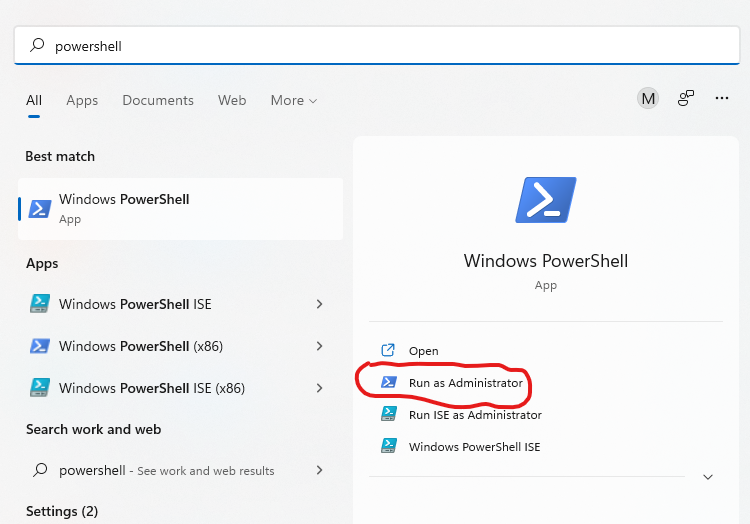 powershell
All Apps Documents Web More M
Best match
Windows PowerShell
App
Apps
Windows PowerShell ISE
Windows PowerShell (x86)
Windows PowerShell ISE (x86)
Search work and web
powershell - See work and web results
Settings (2)
Windows PowerShell
App
Open
Run as Administrator
Run ISE as Administrator
Windows PowerShell ISE